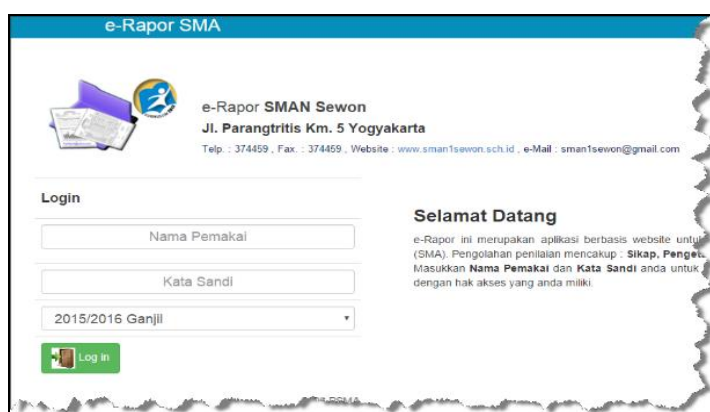 e-Rapor SMA
e-Rapor SMAN Sewon
Jl. Parangtritis Km. 5 Yogyakarta
Telp. : 374459 , Fax. : 374459 , Website : www.sman1sewon.sch.id , e-Mail : sman1sewon@gmail.com
Login
Nama Pemakai
Kata Sandi
2015/2016 Ganjil
Log in
Selamat Datang
e-Rapor ini merupakan aplikasi berbasis website untuk
(SMA). Pengolahan penilaian mencakup : Sikap, Penget
Masukkan Nama Pemakai dan Kata Sandi anda untuk
dengan hak akses yang anda miliki.